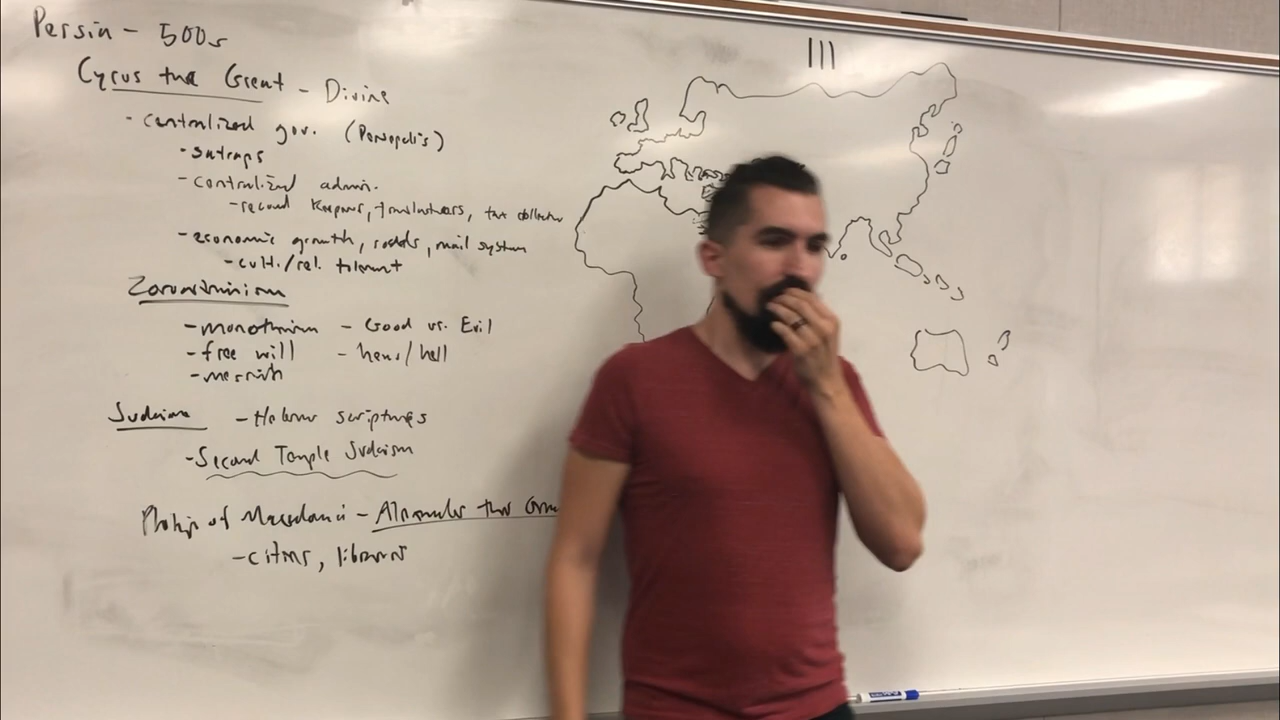 Persia - 500s
Cyrus the Great - Divine
- centralized gov. (Persopolis)
- satraps
- centralized admin.
- record keepers, translators, tax collector
- economic growth, roads, mail system
- cult./rel. tolerant
Zoroastrianism
- monotheism - Good vs. Evil
- free will - heav/hell
- messiah
Judaism - Hebrew scriptures
- Second Temple Judaism
Philip of Macedonia - Alexander the
- cities, libraries
III